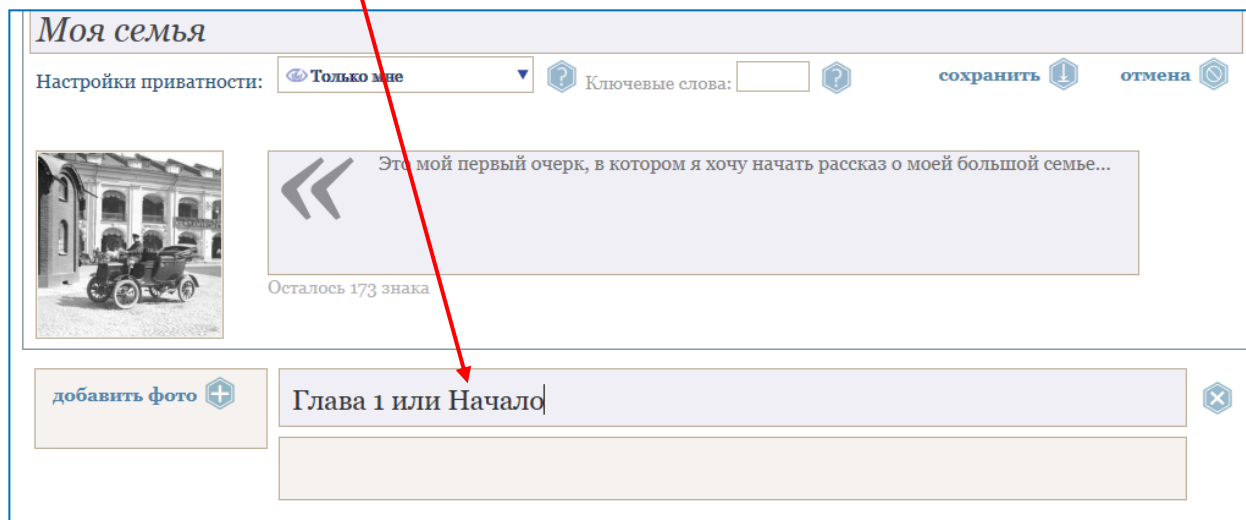 Моя семья
Настройки приватности: Только мне ? Ключевые слова: ? сохранить отмена
« Это мой первый очерк, в котором я хочу начать рассказ о моей большой семье...
Осталось 173 знака
добавить фото
Глава 1 или Начало